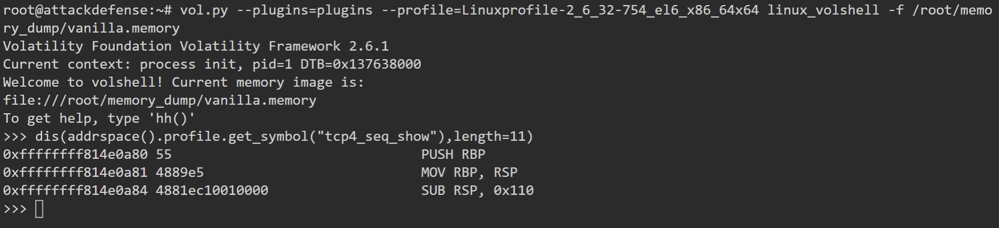 root@attackdefense:~# vol.py --plugins=plugins --profile=Linuxprofile-2_6_32-754_el6_x86_64x64 linux_volshell -f /root/memo
ry_dump/vanilla.memory
Volatility Foundation Volatility Framework 2.6.1
Current context: process init, pid=1 DTB=0x137638000
Welcome to volshell! Current memory image is:
file:///root/memory_dump/vanilla.memory
To get help, type 'hh()'
>>> dis(addrspace().profile.get_symbol("tcp4_seq_show"),length=11)
0xffffffff814e0a80 55                               PUSH RBP
0xffffffff814e0a81 4889e5                           MOV RBP, RSP
0xffffffff814e0a84 4881ec10010000                   SUB RSP, 0x110
>>>